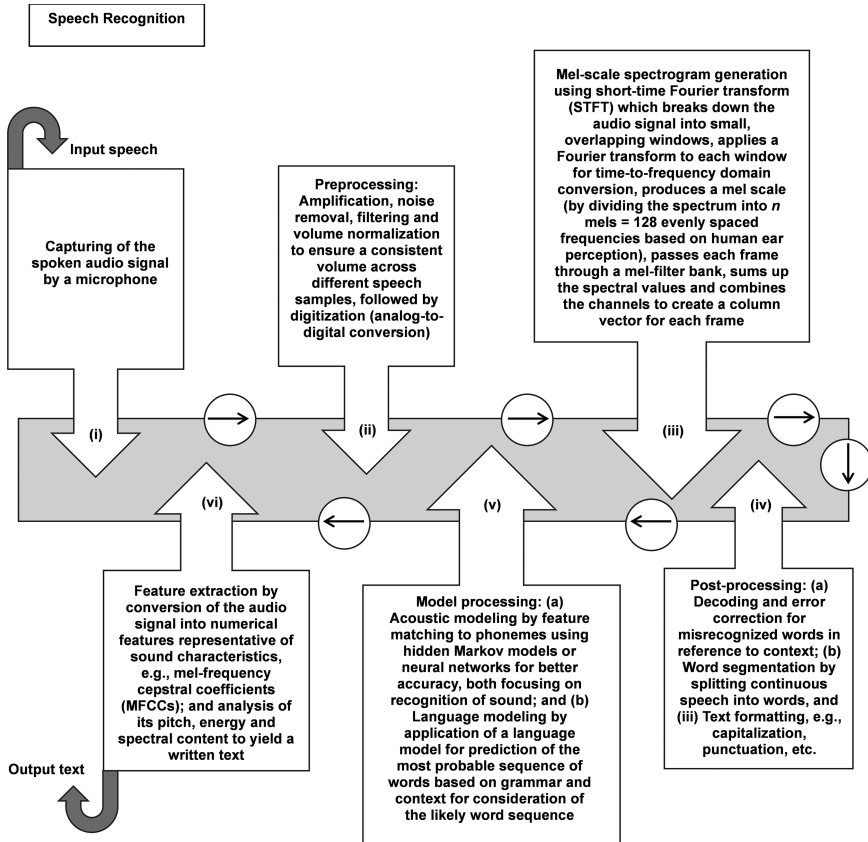 Speech Recognition
Input speech
Capturing of the
spoken audio signal
by a microphone
(i)
Preprocessing:
Amplification, noise
removal, filtering and
volume normalization
to ensure a consistent
volume across
different speech
samples, followed by
digitization (analog-to-
digital conversion)
(ii)
Mel-scale spectrogram generation
using short-time Fourier transform
(STFT) which breaks down the
audio signal into small,
overlapping windows, applies a
Fourier transform to each window
for time-to-frequency domain
conversion, produces a mel scale
(by dividing the spectrum into n
mels = 128 evenly spaced
frequencies based on human ear
perception), passes each frame
through a mel-filter bank, sums up
the spectral values and combines
the channels to create a column
vector for each frame
(iii)
(iv)
Post-processing: (a)
Decoding and error
correction for
misrecognized words in
reference to context; (b)
Word segmentation by
splitting continuous
speech into words, and
(iii) Text formatting, e.g.,
capitalization,
punctuation, etc.
(v)
Model processing: (a)
Acoustic modeling by feature
matching to phonemes using
hidden Markov models or
neural networks for better
accuracy, both focusing on
recognition of sound; and (b)
Language modeling by
application of a language
model for prediction of the
most probable sequence of
words based on grammar and
context for consideration of
the likely word sequence
(vi)
Feature extraction by
conversion of the audio
signal into numerical
features representative of
sound characteristics,
e.g., mel-frequency
cepstral coefficients
(MFCCs); and analysis of
its pitch, energy and
spectral content to yield a
written text
Output text